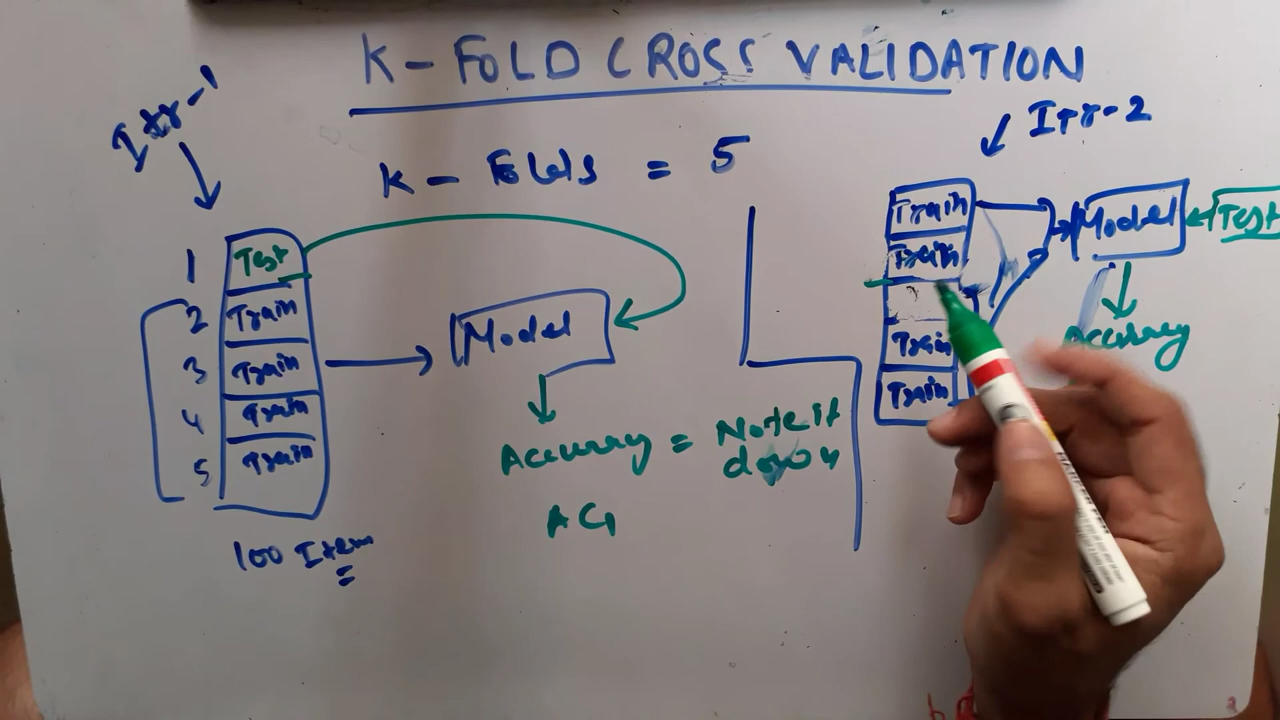 K-FOLD CROSS VALIDATION
Itr-1
Itr-2
K-Folds = 5
1 Test
2 Train
3 Train
4 Train
5 Train
100 Item
Model
Accuracy = Note it
down
AC1
Train
Train
Train
Train
Model
Test
Accuracy